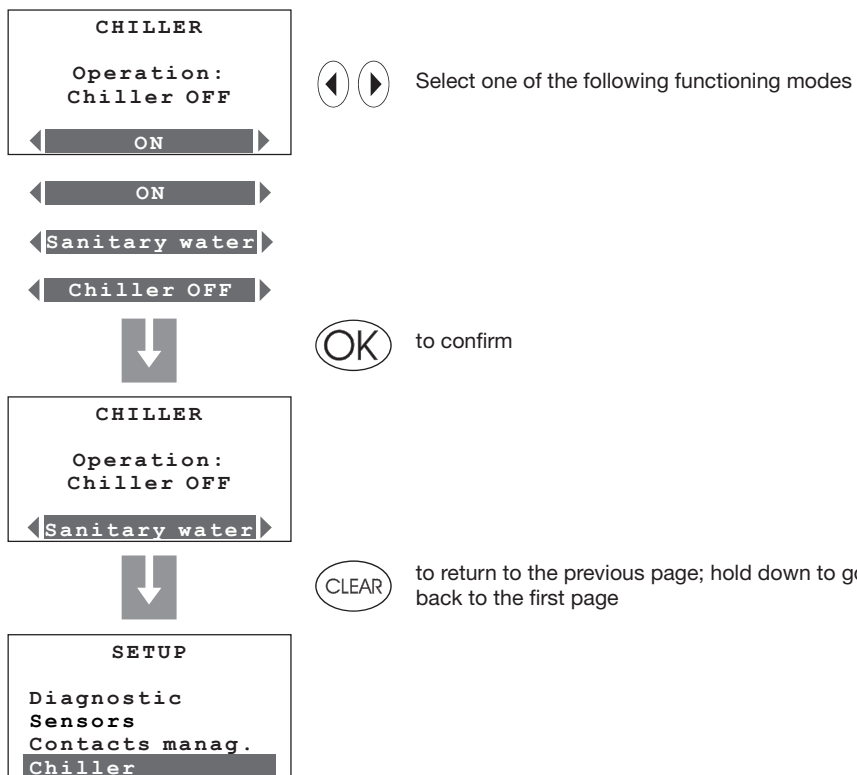 CHILLER
Operation:
Chiller OFF
ON
Select one of the following functioning modes
ON
Sanitary water
Chiller OFF
OK
to confirm
CHILLER
Operation:
Chiller OFF
Sanitary water
CLEAR
to return to the previous page; hold down to go
back to the first page
SETUP
Diagnostic
Sensors
Contacts manag.
Chiller